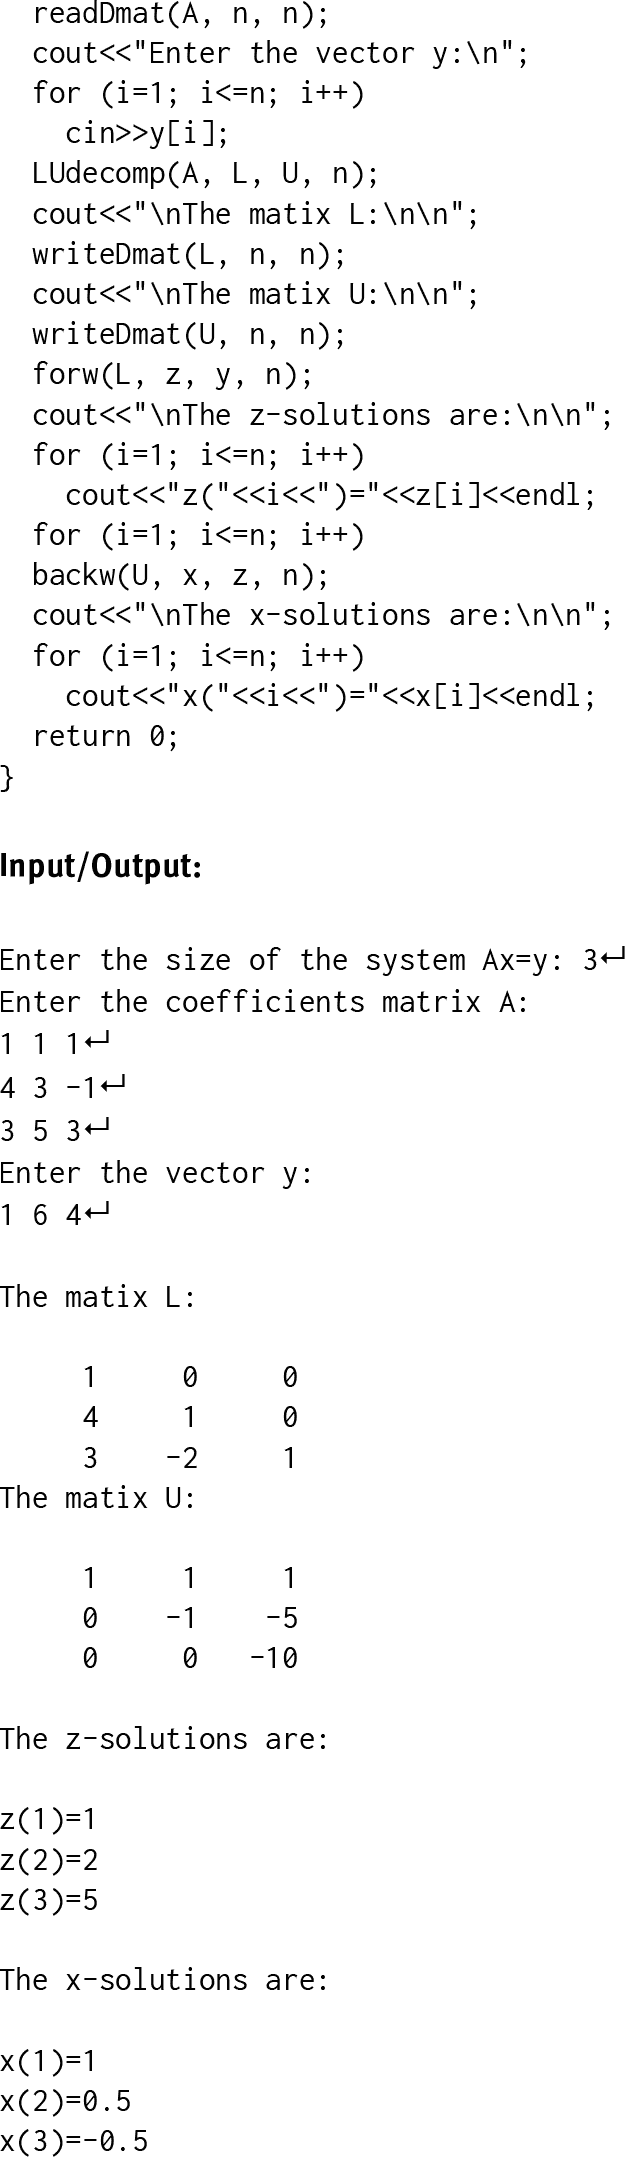 readDmat(A, n, n);
cout<<"Enter the vector y:\n";
for (i=1; i<=n; i++)
cin>>y[i];
LUdecomp(A, L, U, n);
cout<<"\nThe matix L:\n\n";
writeDmat(L, n, n);
cout<<"\nThe matix U:\n\n";
writeDmat(U, n, n);
forw(L, z, y, n);
cout<<"\nThe z-solutions are:\n\n";
for (i=1; i<=n; i++)
cout<<"z("<<i<<")="<<z[i]<<endl;
for (i=1; i<=n; i++)
backw(U, x, z, n);
cout<<"\nThe x-solutions are:\n\n";
for (i=1; i<=n; i++)
cout<<"x("<<i<<")="<<x[i]<<endl;
return 0;
}
Input/Output:
Enter the size of the system Ax=y: 3↵
Enter the coefficients matrix A:
1 1 1↵
4 3 -1↵
3 5 3↵
Enter the vector y:
1 6 4↵
The matix L:
1 0 0
4 1 0
3 -2 1
The matix U:
1 1 1
0 -1 -5
0 0 -10
The z-solutions are:
z(1)=1
z(2)=2
z(3)=5
The x-solutions are:
x(1)=1
x(2)=0.5
x(3)=-0.5